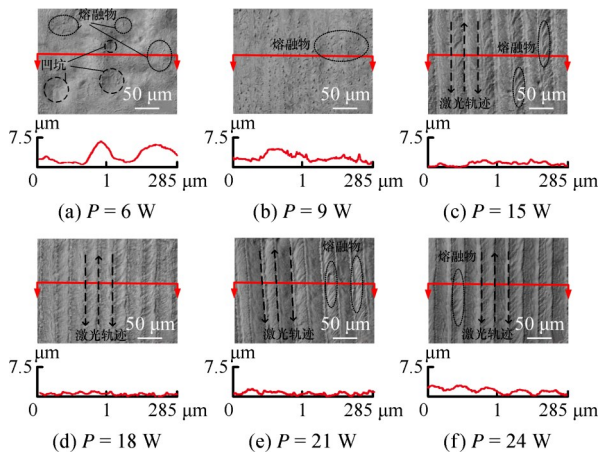 熔融物
凹坑
50 μm
熔融物
50 μm
熔融物
激光轨迹
50 μm
μm
7.5
0 1 285 μm
(a) P = 6 W
μm
7.5
0 1 285 μm
(b) P = 9 W
μm
7.5
0 1 285 μm
(c) P = 15 W
激光轨迹
50 μm
熔融物
激光轨迹
50 μm
熔融物
激光轨迹
50 μm
μm
7.5
0 1 285 μm
(d) P = 18 W
μm
7.5
0 1 285 μm
(e) P = 21 W
μm
7.5
0 1 285 μm
(f) P = 24 W